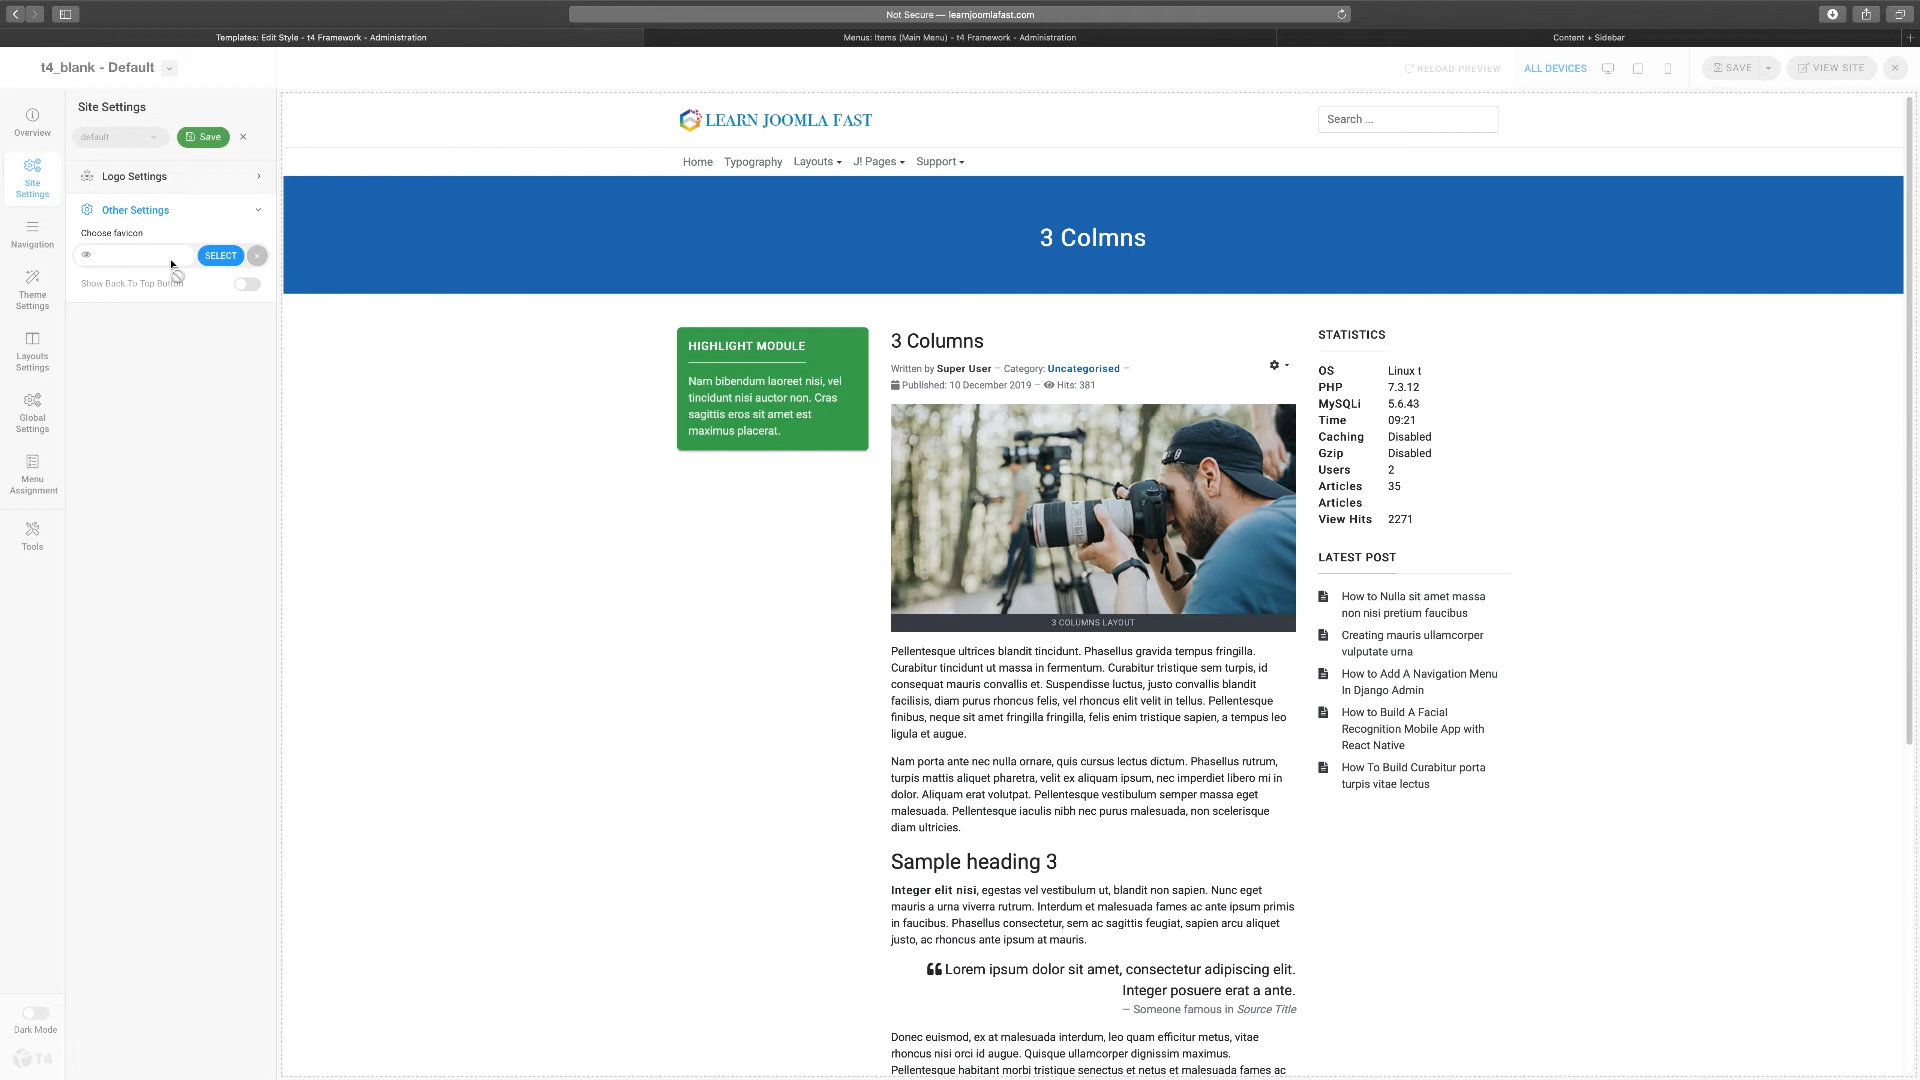 Not Secure — learnjoomlafast.com
Templates: Edit Style - t4 Framework - Administration
Menus: Items (Main Menu) - t4 Framework - Administration
Content + Sidebar
t4_blank - Default
RELOAD PREVIEW
ALL DEVICES
SAVE
VIEW SITE
Overview
Site
Settings
Navigation
Theme
Settings
Layouts
Settings
Global
Settings
Menu
Assignment
Tools
Dark Mode
T4
Site Settings
default
Save
Logo Settings
Other Settings
Choose favicon
SELECT
Show Back To Top Button
LEARN JOOMLA FAST
Search ...
Home Typography Layouts J! Pages Support
3 Colmns
HIGHLIGHT MODULE
Nam bibendum laoreet nisi, vel
tincidunt nisi auctor non. Cras
sagittis eros sit amet est
maximus placerat.
3 Columns
Written by Super User – Category: Uncategorised –
Published: 10 December 2019 – Hits: 381
3 COLUMNS LAYOUT
Pellentesque ultrices blandit tincidunt. Phasellus gravida tempus fringilla.
Curabitur tincidunt ut massa in fermentum. Curabitur tristique sem turpis, id
consequat mauris convallis et. Suspendisse luctus, justo convallis blandit
facilisis, diam purus rhoncus felis, vel rhoncus elit velit in tellus. Pellentesque
finibus, neque sit amet fringilla fringilla, felis enim tristique sapien, a tempus leo
ligula et augue.
Nam porta ante nec nulla ornare, quis cursus lectus dictum. Phasellus rutrum,
turpis mattis aliquet pharetra, velit ex aliquam ipsum, nec imperdiet libero mi in
dolor. Aliquam erat volutpat. Pellentesque vestibulum semper massa eget
malesuada. Pellentesque iaculis nibh nec purus malesuada, non scelerisque
diam ultricies.
Sample heading 3
Integer elit nisi, egestas vel vestibulum ut, blandit non sapien. Nunc eget
mauris a urna viverra rutrum. Interdum et malesuada fames ac ante ipsum primis
in faucibus. Phasellus consectetur, sem ac sagittis feugiat, sapien arcu aliquet
justo, ac rhoncus ante ipsum at mauris.
Lorem ipsum dolor sit amet, consectetur adipiscing elit.
Integer posuere erat a ante.
— Someone famous in Source Title
Donec euismod, ex at malesuada interdum, leo quam efficitur metus, vitae
rhoncus nisi orci id augue. Quisque ullamcorper dignissim maximus.
Pellentesque habitant morbi tristique senectus et netus et malesuada fames ac
STATISTICS
OS Linux t
PHP 7.3.12
MySQLi 5.6.43
Time 09:21
Caching Disabled
Gzip Disabled
Users 2
Articles 35
Articles
View Hits 2271
LATEST POST
How to Nulla sit amet massa
non nisi pretium faucibus
Creating mauris ullamcorper
vulputate urna
How to Add A Navigation Menu
In Django Admin
How to Build A Facial
Recognition Mobile App with
React Native
How To Build Curabitur porta
turpis vitae lectus